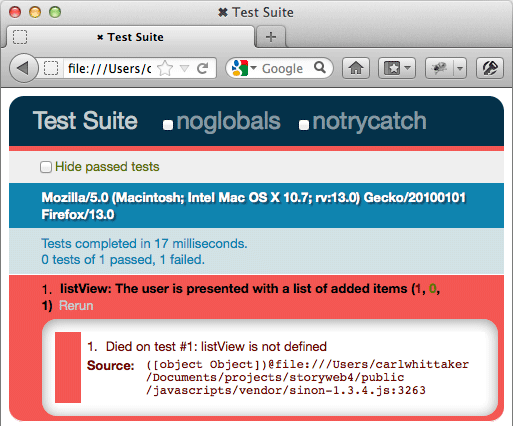 ✖ Test Suite
✖ Test Suite
file:///Users/c
Google
Test Suite noglobals notrycatch
Hide passed tests
Mozilla/5.0 (Macintosh; Intel Mac OS X 10.7; rv:13.0) Gecko/20100101
Firefox/13.0
Tests completed in 17 milliseconds.
0 tests of 1 passed, 1 failed.
1. listView: The user is presented with a list of added items (1, 0,
1) Rerun
1. Died on test #1: listView is not defined
Source: ([object Object])@file:///Users/carlwhittaker
/Documents/projects/storyweb4/public
/javascripts/vendor/sinon-1.3.4.js:3263